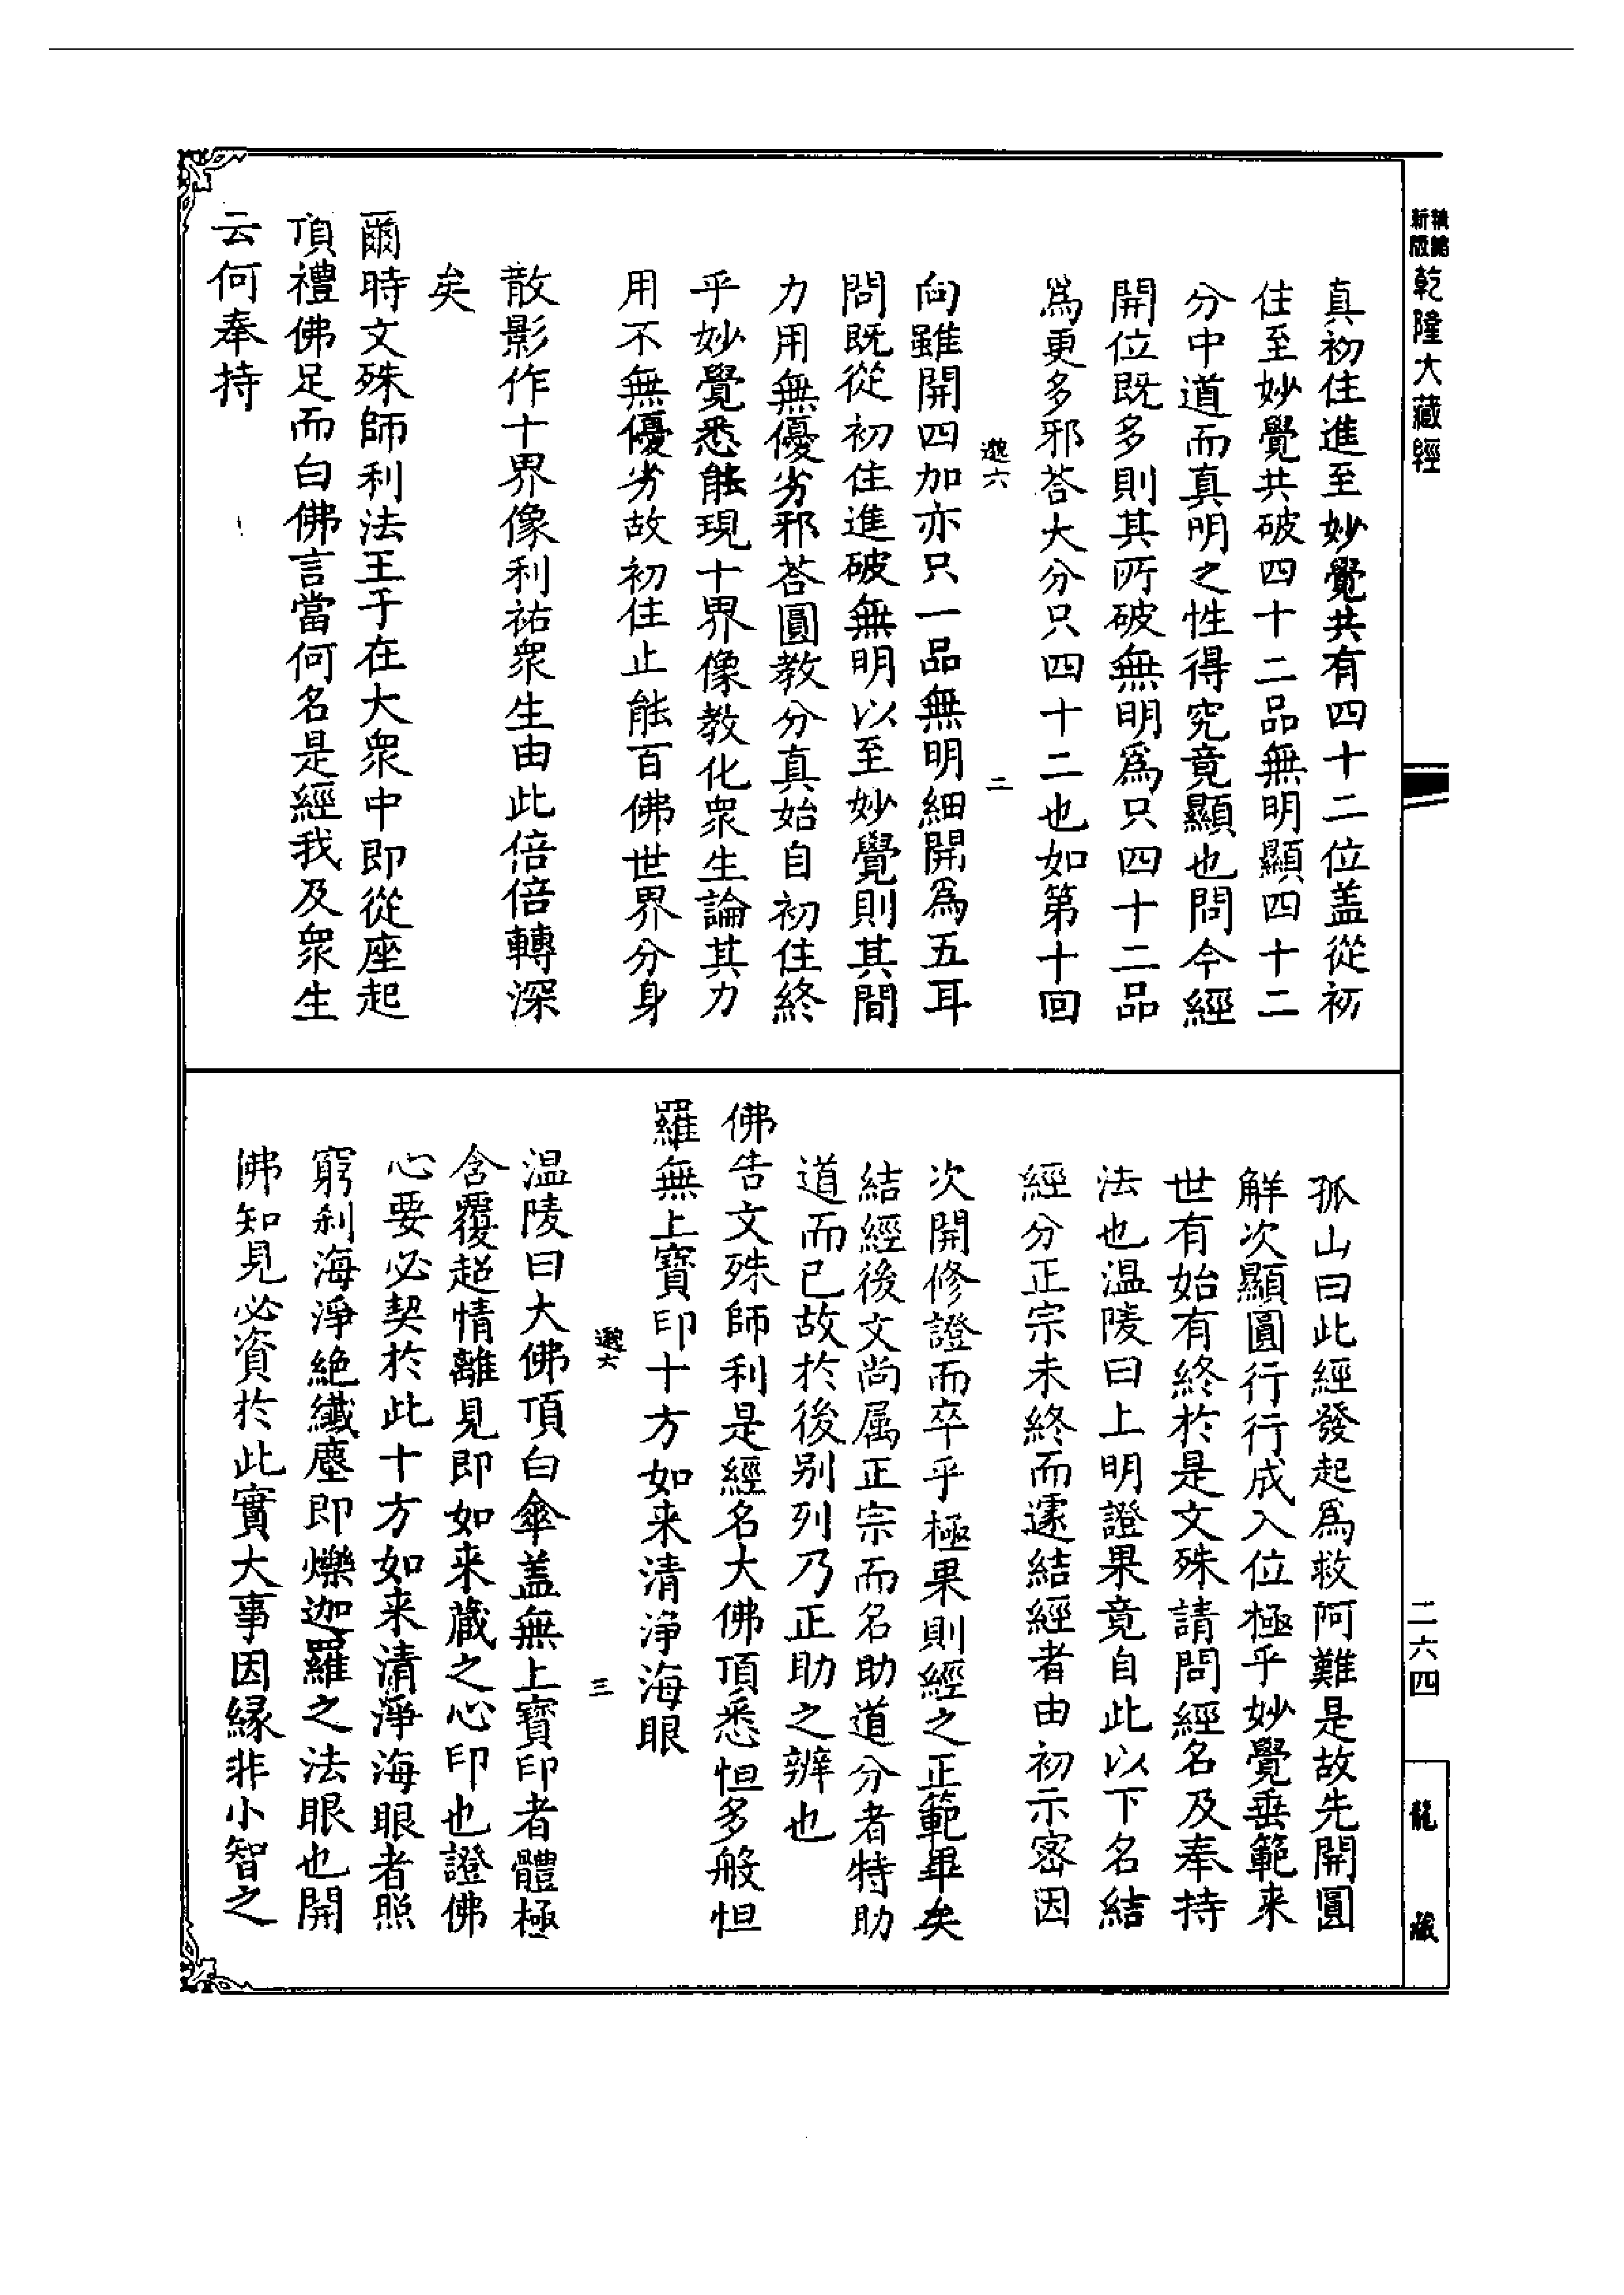 新版精縮乾隆大藏經
真初住進至妙覺共有四十二位盖從初
住至妙覺共破四十二品無明顯四十二
分中道而真明之性得究竟顯也問今經
開位既多則其所破無明爲只四十二品
爲更多邪荅大分只四十二也如第十回
邈六 二
向雖開四加亦只一品無明細開爲五耳
問既從初住進破無明以至妙覺則其間
力用無優劣邪荅圓教分真始自初住終
乎妙覺悉能現十界像教化衆生論其力
用不無優劣故初住止能百佛世界分身
散影作十界像利祐衆生由此倍倍轉深
矣
爾時文殊師利法王子在大衆中即從座起
頂禮佛足而白佛言當何名是經我及衆生
云何奉持
孤山曰此經發起爲救阿難是故先開圓
解次顯圓行行成入位極乎妙覺垂範来
世有始有終於是文殊請問經名及奉持
法也温陵曰上明證果竟自此以下名結
經分正宗未終而遽結經者由初示宻因
次開修證而卒乎極果則經之正範畢矣
結經後文尚属正宗而名助道分者特助
道而已故於後别列乃正助之辨也
佛告文殊師利是經名大佛頂悉怛多般怛
羅無上寳印十方如来清淨海眼
邈六 三
温陵曰大佛頂白傘盖無上寳印者體極
含覆超情離見即如来蔵之心印也證佛
心要必契於此十方如来清淨海眼者照
窮刹海淨絶纖塵即爍迦羅之法眼也開
佛知見必資於此實大事因縁非小智之
二六四
龍藏